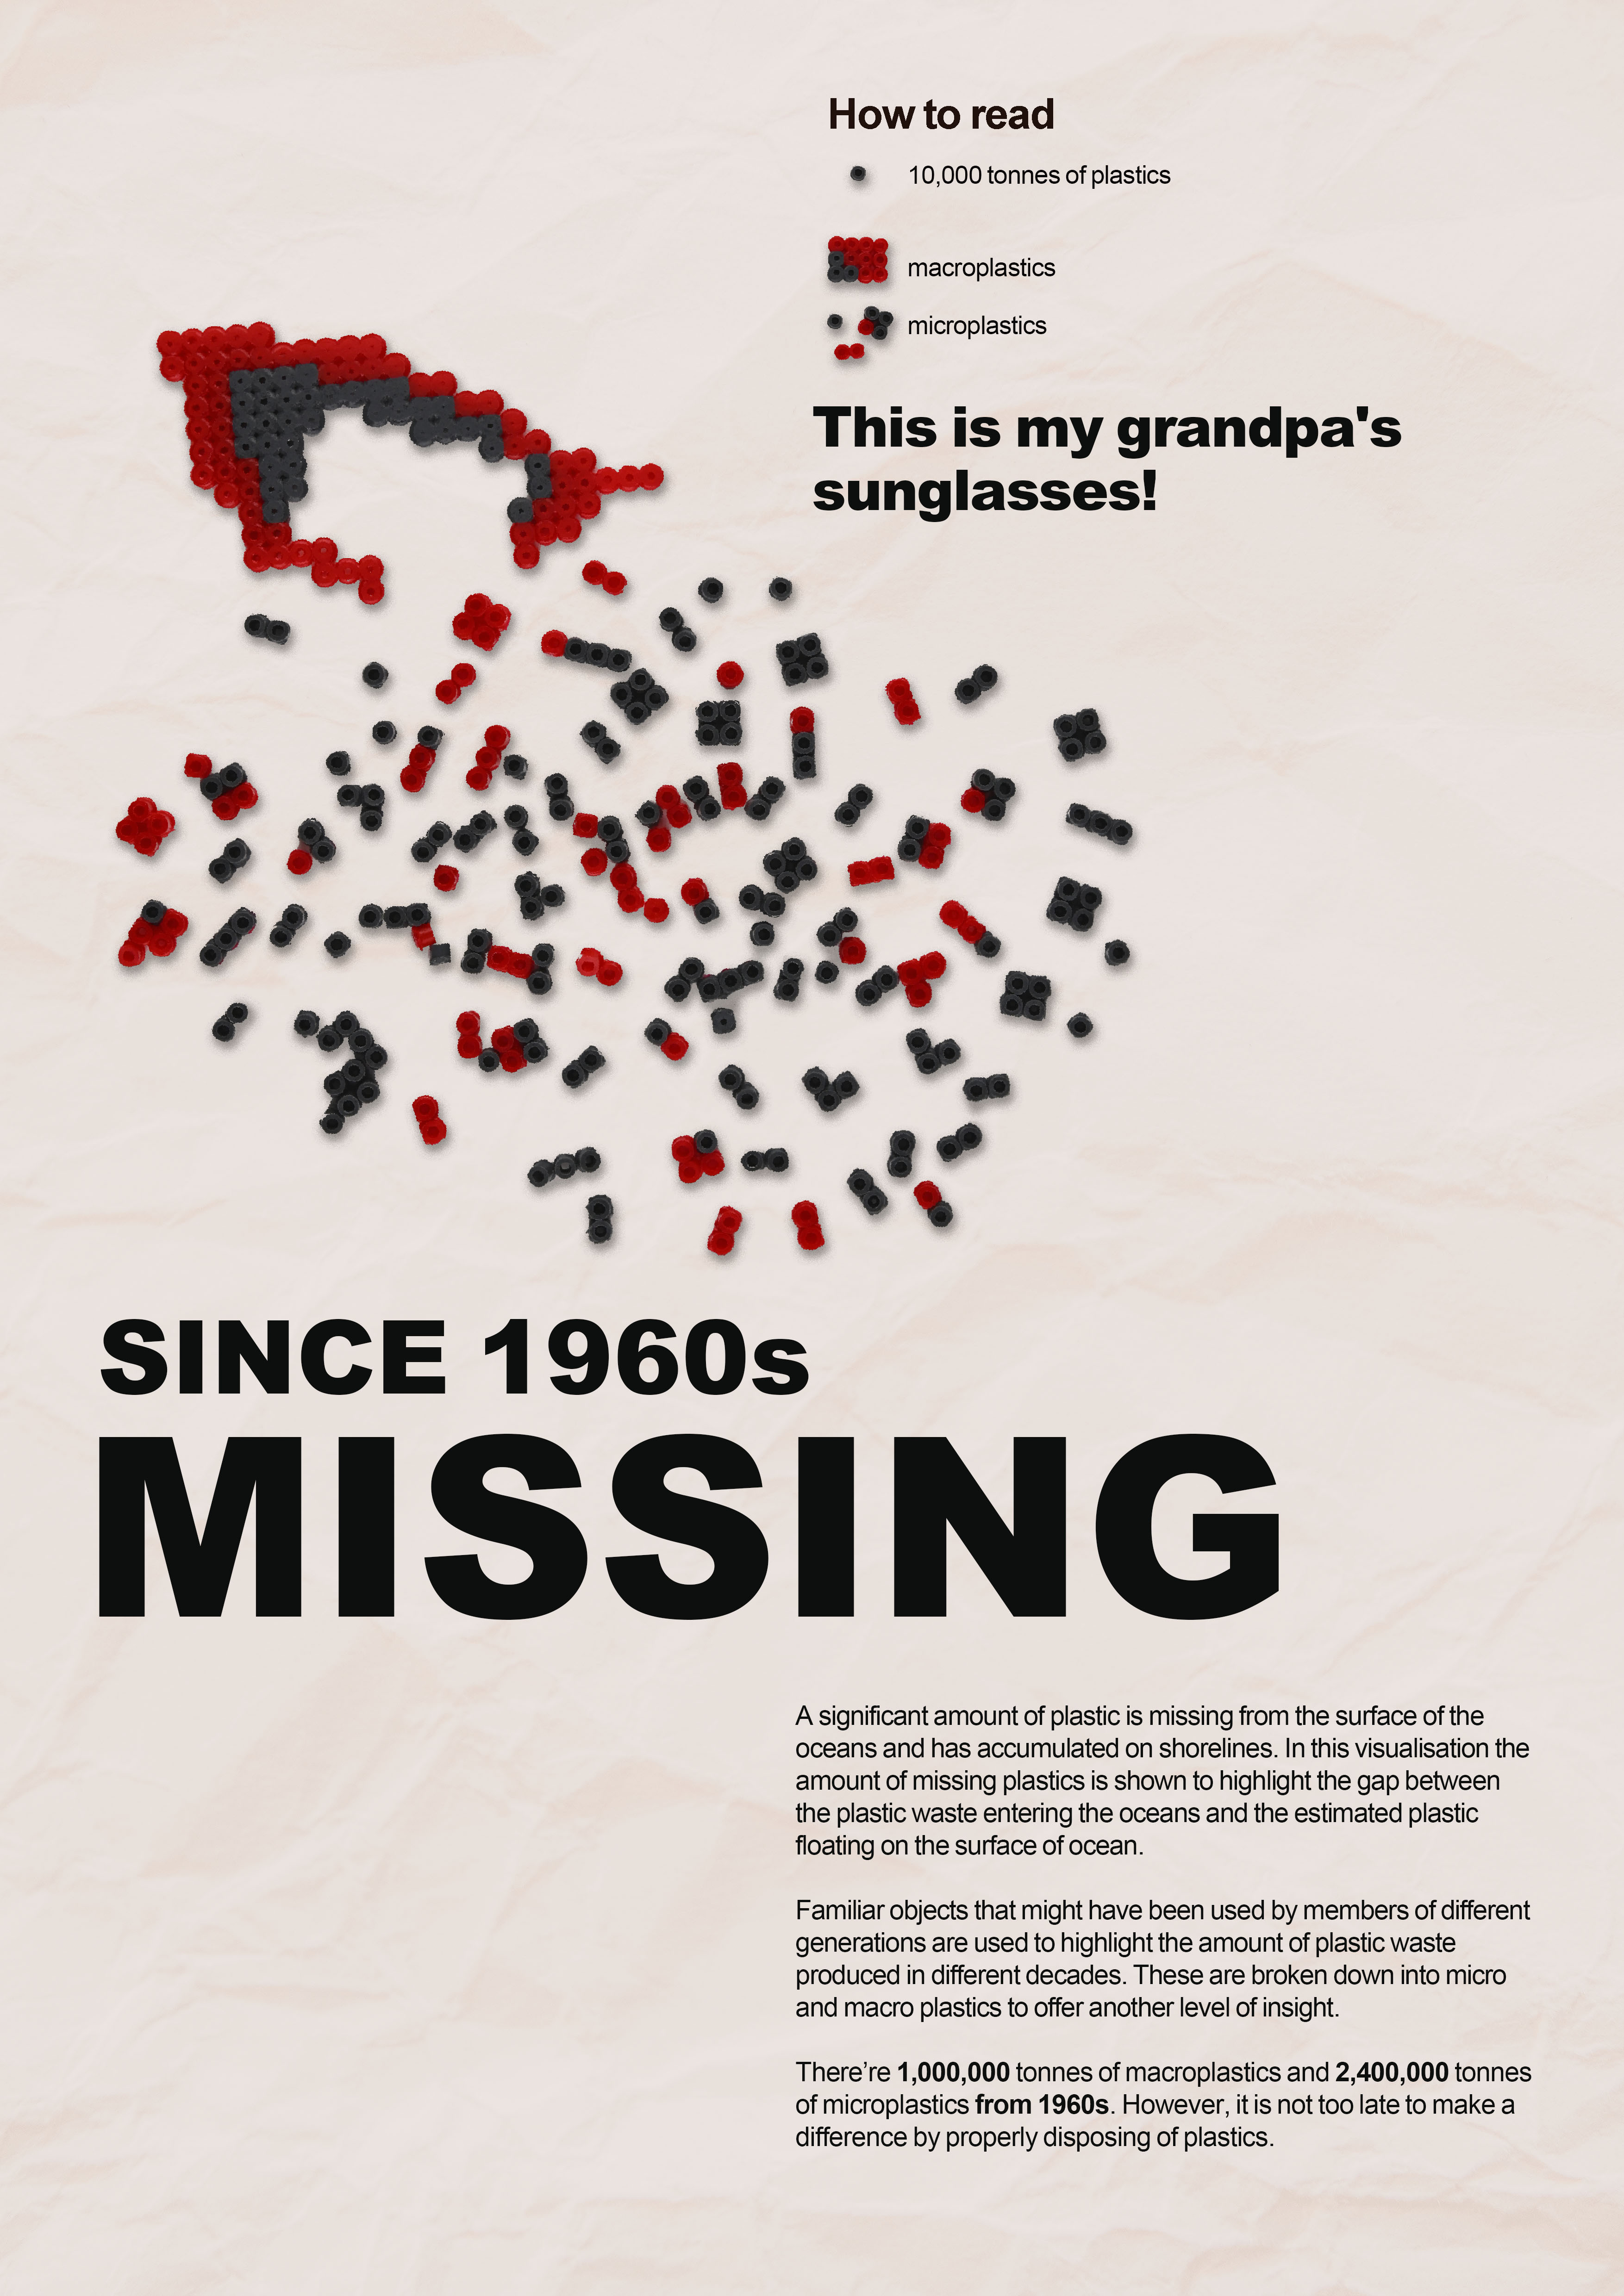 How to read
10,000 tonnes of plastics
macroplastics
microplastics
This is my grandpa's
sunglasses!
SINCE 1960s
MISSING
A significant amount of plastic is missing from the surface of the
oceans and has accumulated on shorelines. In this visualisation the
amount of missing plastics is shown to highlight the gap between
the plastic waste entering the oceans and the estimated plastic
floating on the surface of ocean.
Familiar objects that might have been used by members of different
generations are used to highlight the amount of plastic waste
produced in different decades. These are broken down into micro
and macro plastics to offer another level of insight.
There’re 1,000,000 tonnes of macroplastics and 2,400,000 tonnes
of microplastics from 1960s. However, it is not too late to make a
difference by properly disposing of plastics.